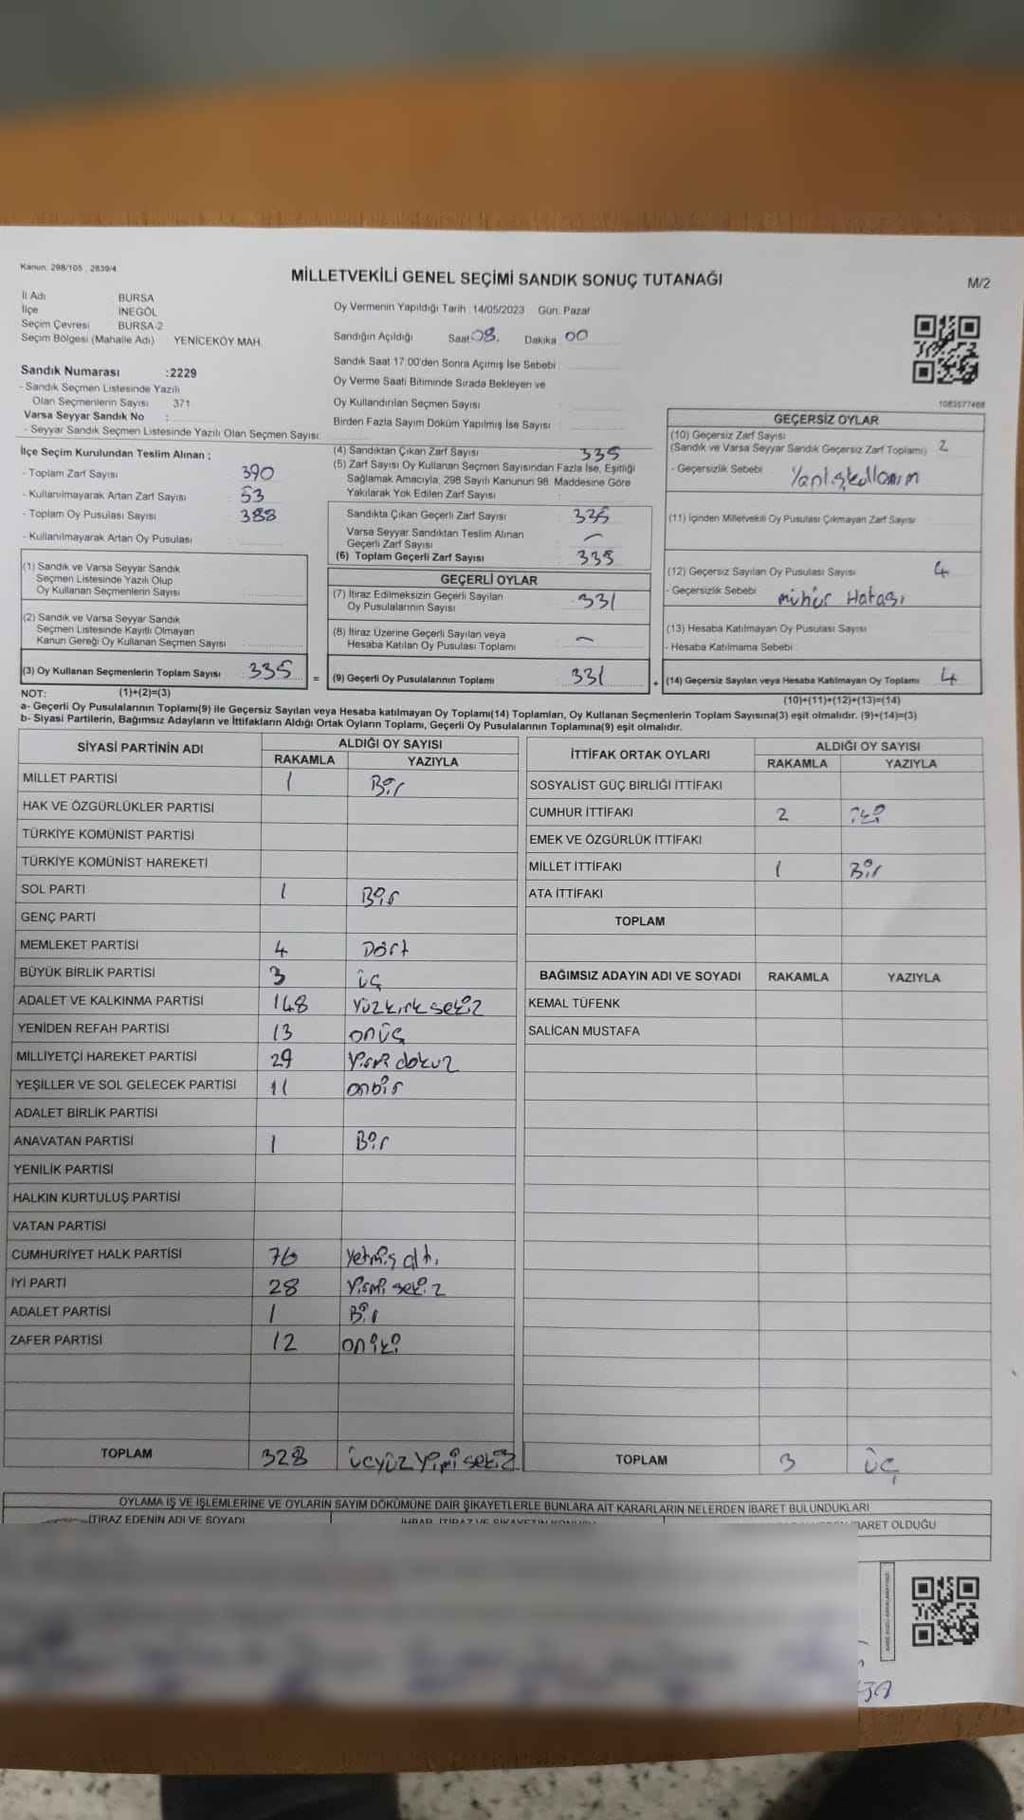 Kanun: 298/105 , 2839/4
MİLLETVEKİLİ GENEL SEÇİMİ SANDIK SONUÇ TUTANAĞI
M/2
İl Adı BURSA
İlçe İNEGÖL
Seçim Çevresi BURSA-2
Seçim Bölgesi (Mahalle Adı) YENİCEKÖY MAH.
Sandık Numarası :2229
- Sandık Seçmen Listesinde Yazılı
Olan Seçmenlerin Sayısı 371
Varsa Seyyar Sandık No :
- Seyyar Sandık Seçmen Listesinde Yazılı Olan Seçmen Sayısı:
İlçe Seçim Kurulundan Teslim Alınan ;
- Toplam Zarf Sayısı 390
- Kullanılmayarak Artan Zarf Sayısı 53
- Toplam Oy Pusulası Sayısı 388
- Kullanılmayarak Artan Oy Pusulası
(1) Sandık ve Varsa Seyyar Sandık
Seçmen Listesinde Yazılı Olup
Oy Kullanan Seçmenlerin Sayısı
(2) Sandık ve Varsa Seyyar Sandık
Seçmen Listesinde Kayıtlı Olmayan
Kanun Gereği Oy Kullanan Seçmen Sayısı
(3) Oy Kullanan Seçmenlerin Toplam Sayısı 335 =
Oy Vermenin Yapıldığı Tarih : 14/05/2023 Gün: Pazar
Sandığın Açıldığı Saat 08. Dakika 00
Sandık Saat 17:00'den Sonra Açımış İse Sebebi
Oy Verme Saati Bitiminde Sırada Bekleyen ve
Oy Kullandırılan Seçmen Sayısı
Birden Fazla Sayım Döküm Yapılmış İse Sayısı
(4) Sandıktan Çıkan Zarf Sayısı 335
(5) Zarf Sayısı Oy Kullanan Seçmen Sayısından Fazla İse, Eşitliği
Sağlamak Amacıyla, 298 Sayılı Kanunun 98. Maddesine Göre
Yakılarak Yok Edilen Zarf Sayısı
Sandıkta Çıkan Geçerli Zarf Sayısı 335
Varsa Seyyar Sandıktan Teslim Alınan
Geçerli Zarf Sayısı –
(6) Toplam Geçerli Zarf Sayısı 335
GEÇERLİ OYLAR
(7) İtiraz Edilmeksizin Geçerli Sayılan
Oy Pusulalarının Sayısı 331
(8) İtiraz Üzerine Geçerli Sayılan veya
Hesaba Katılan Oy Pusulası Toplamı –
(9) Geçerli Oy Pusulalarının Toplamı 331 +
1083577468
GEÇERSİZ OYLAR
(10) Geçersiz Zarf Sayısı
(Sandık ve Varsa Seyyar Sandık Geçersiz Zarf Toplamı) 2
- Geçersizlik Sebebi Yanlış kullanım
(11) İçinden Milletvekili Oy Pusulası Çıkmayan Zarf Sayısı
(12) Geçersiz Sayılan Oy Pusulası Sayısı 4
- Geçersizlik Sebebi mühür Hatası
(13) Hesaba Katılmayan Oy Pusulası Sayısı
- Hesaba Katılmama Sebebi
(14) Geçersiz Sayılan veya Hesaba Katılmayan Oy Toplamı 4
NOT: (1)+(2)=(3)
(10)+(11)+(12)+(13)=(14)
a- Geçerli Oy Pusulalarının Toplamı(9) ile Geçersiz Sayılan veya Hesaba katılmayan Oy Toplamı(14) Toplamları, Oy Kullanan Seçmenlerin Toplam Sayısına(3) eşit olmalıdır. (9)+(14)=(3)
b- Siyasi Partilerin, Bağımsız Adayların ve İttifakların Aldığı Ortak Oyların Toplamı, Geçerli Oy Pusulalarının Toplamına(9) eşit olmalıdır.
SİYASİ PARTİNİN ADI ALDIĞI OY SAYISI
RAKAMLA YAZIYLA
MİLLET PARTİSİ 1 Bir
HAK VE ÖZGÜRLÜKLER PARTİSİ
TÜRKİYE KOMÜNİST PARTİSİ
TÜRKİYE KOMÜNİST HAREKETİ
SOL PARTİ 1 Bir
GENÇ PARTİ
MEMLEKET PARTİSİ 4 Dört
BÜYÜK BİRLİK PARTİSİ 3 üç
ADALET VE KALKINMA PARTİSİ 148 Yüzkırksekiz
YENİDEN REFAH PARTİSİ 13 onüç
MİLLİYETÇİ HAREKET PARTİSİ 29 Yirmi dokuz
YEŞİLLER VE SOL GELECEK PARTİSİ 11 onbir
ADALET BİRLİK PARTİSİ
ANAVATAN PARTİSİ 1 Bir
YENİLİK PARTİSİ
HALKIN KURTULUŞ PARTİSİ
VATAN PARTİSİ
CUMHURİYET HALK PARTİSİ 76 Yetmiş altı
İYİ PARTİ 28 Yirmi sekiz
ADALET PARTİSİ 1 Bir
ZAFER PARTİSİ 12 oniki
TOPLAM 328 üçyüz Yirmi sekiz
İTTİFAK ORTAK OYLARI ALDIĞI OY SAYISI
RAKAMLA YAZIYLA
SOSYALİST GÜÇ BİRLİĞİ İTTİFAKI
CUMHUR İTTİFAKI 2 iki
EMEK VE ÖZGÜRLÜK İTTİFAKI
MİLLET İTTİFAKI 1 Bir
ATA İTTİFAKI
TOPLAM
BAĞIMSIZ ADAYIN ADI VE SOYADI RAKAMLA YAZIYLA
KEMAL TÜFENK
SALİCAN MUSTAFA
TOPLAM 3 üç
OYLAMA İŞ VE İŞLEMLERİNE VE OYLARIN SAYIM DÖKÜMÜNE DAİR ŞİKAYETLERLE BUNLARA AİT KARARLARIN NELERDEN İBARET BULUNDUKLARI
İTİRAZ EDENİN ADI VE SOYADI
BARET OLDUĞU